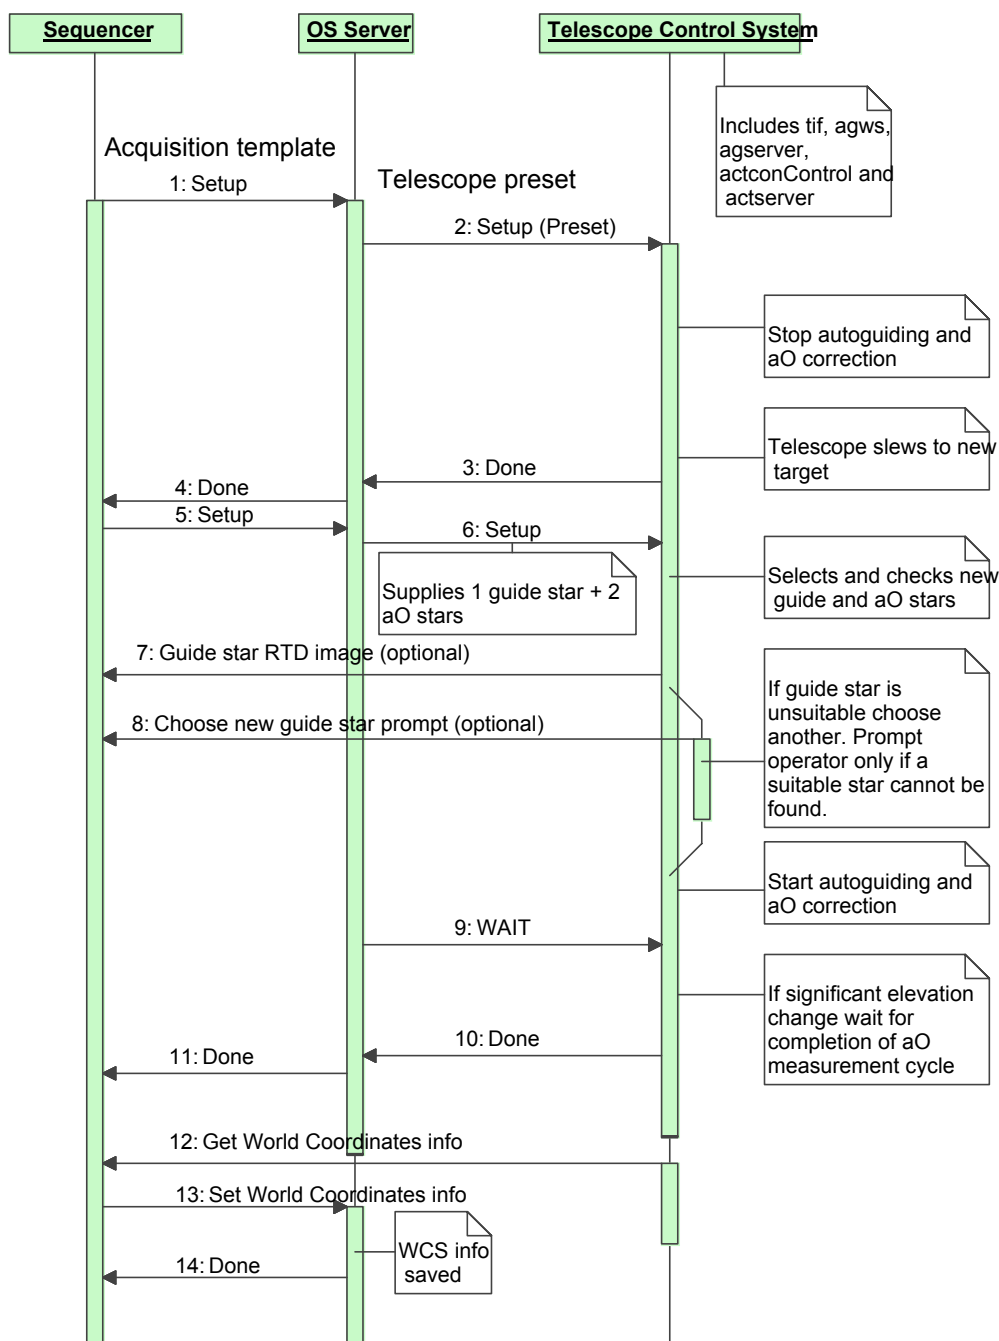 Sequencer
OS Server
Telescope Control System
Includes tif, agws,
agserver,
actconControl and
actserver
Acquisition template
1: Setup
Telescope preset
2: Setup (Preset)
Stop autoguiding and
aO correction
Telescope slews to new
target
3: Done
4: Done
5: Setup
6: Setup
Supplies 1 guide star + 2
aO stars
Selects and checks new
guide and aO stars
7: Guide star RTD image (optional)
8: Choose new guide star prompt (optional)
If guide star is
unsuitable choose
another. Prompt
operator only if a
suitable star cannot be
found.
Start autoguiding and
aO correction
9: WAIT
If significant elevation
change wait for
completion of aO
measurement cycle
10: Done
11: Done
12: Get World Coordinates info
13: Set World Coordinates info
WCS info
saved
14: Done